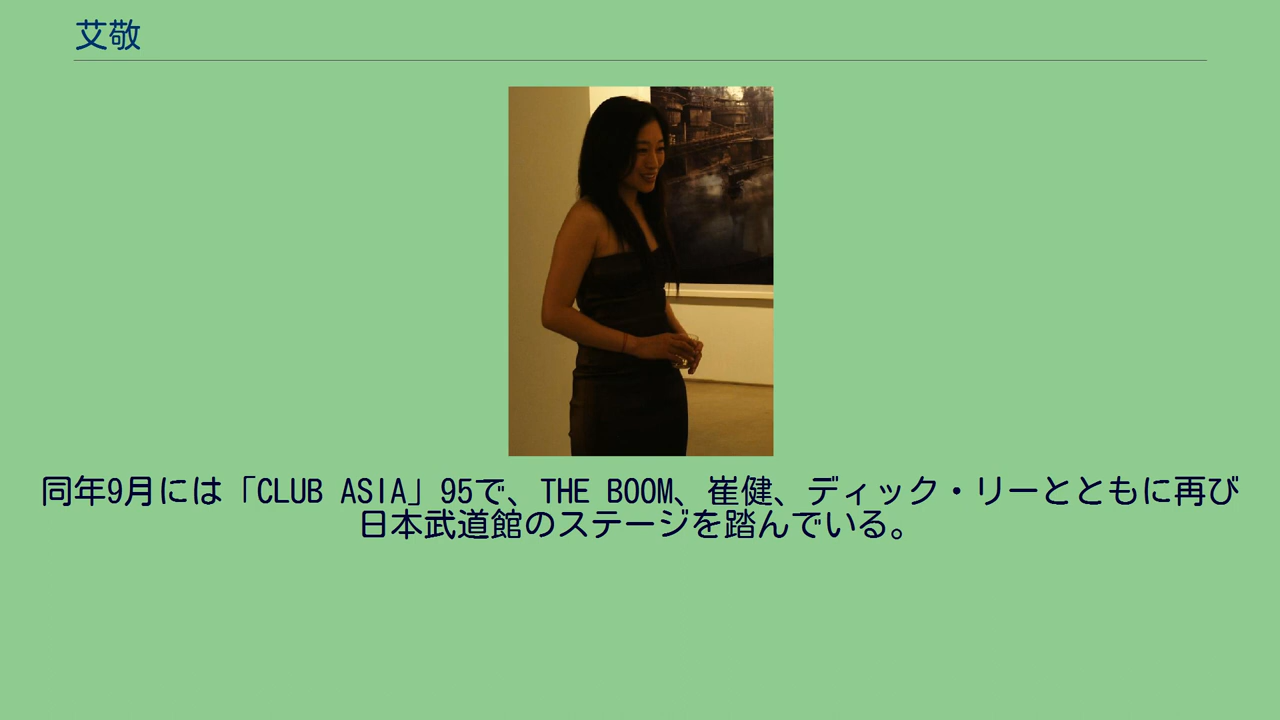 艾敬
同年9月には「CLUB ASIA」95で、THE BOOM、崔健、ディック・リーとともに再び
日本武道館のステージを踏んでいる。